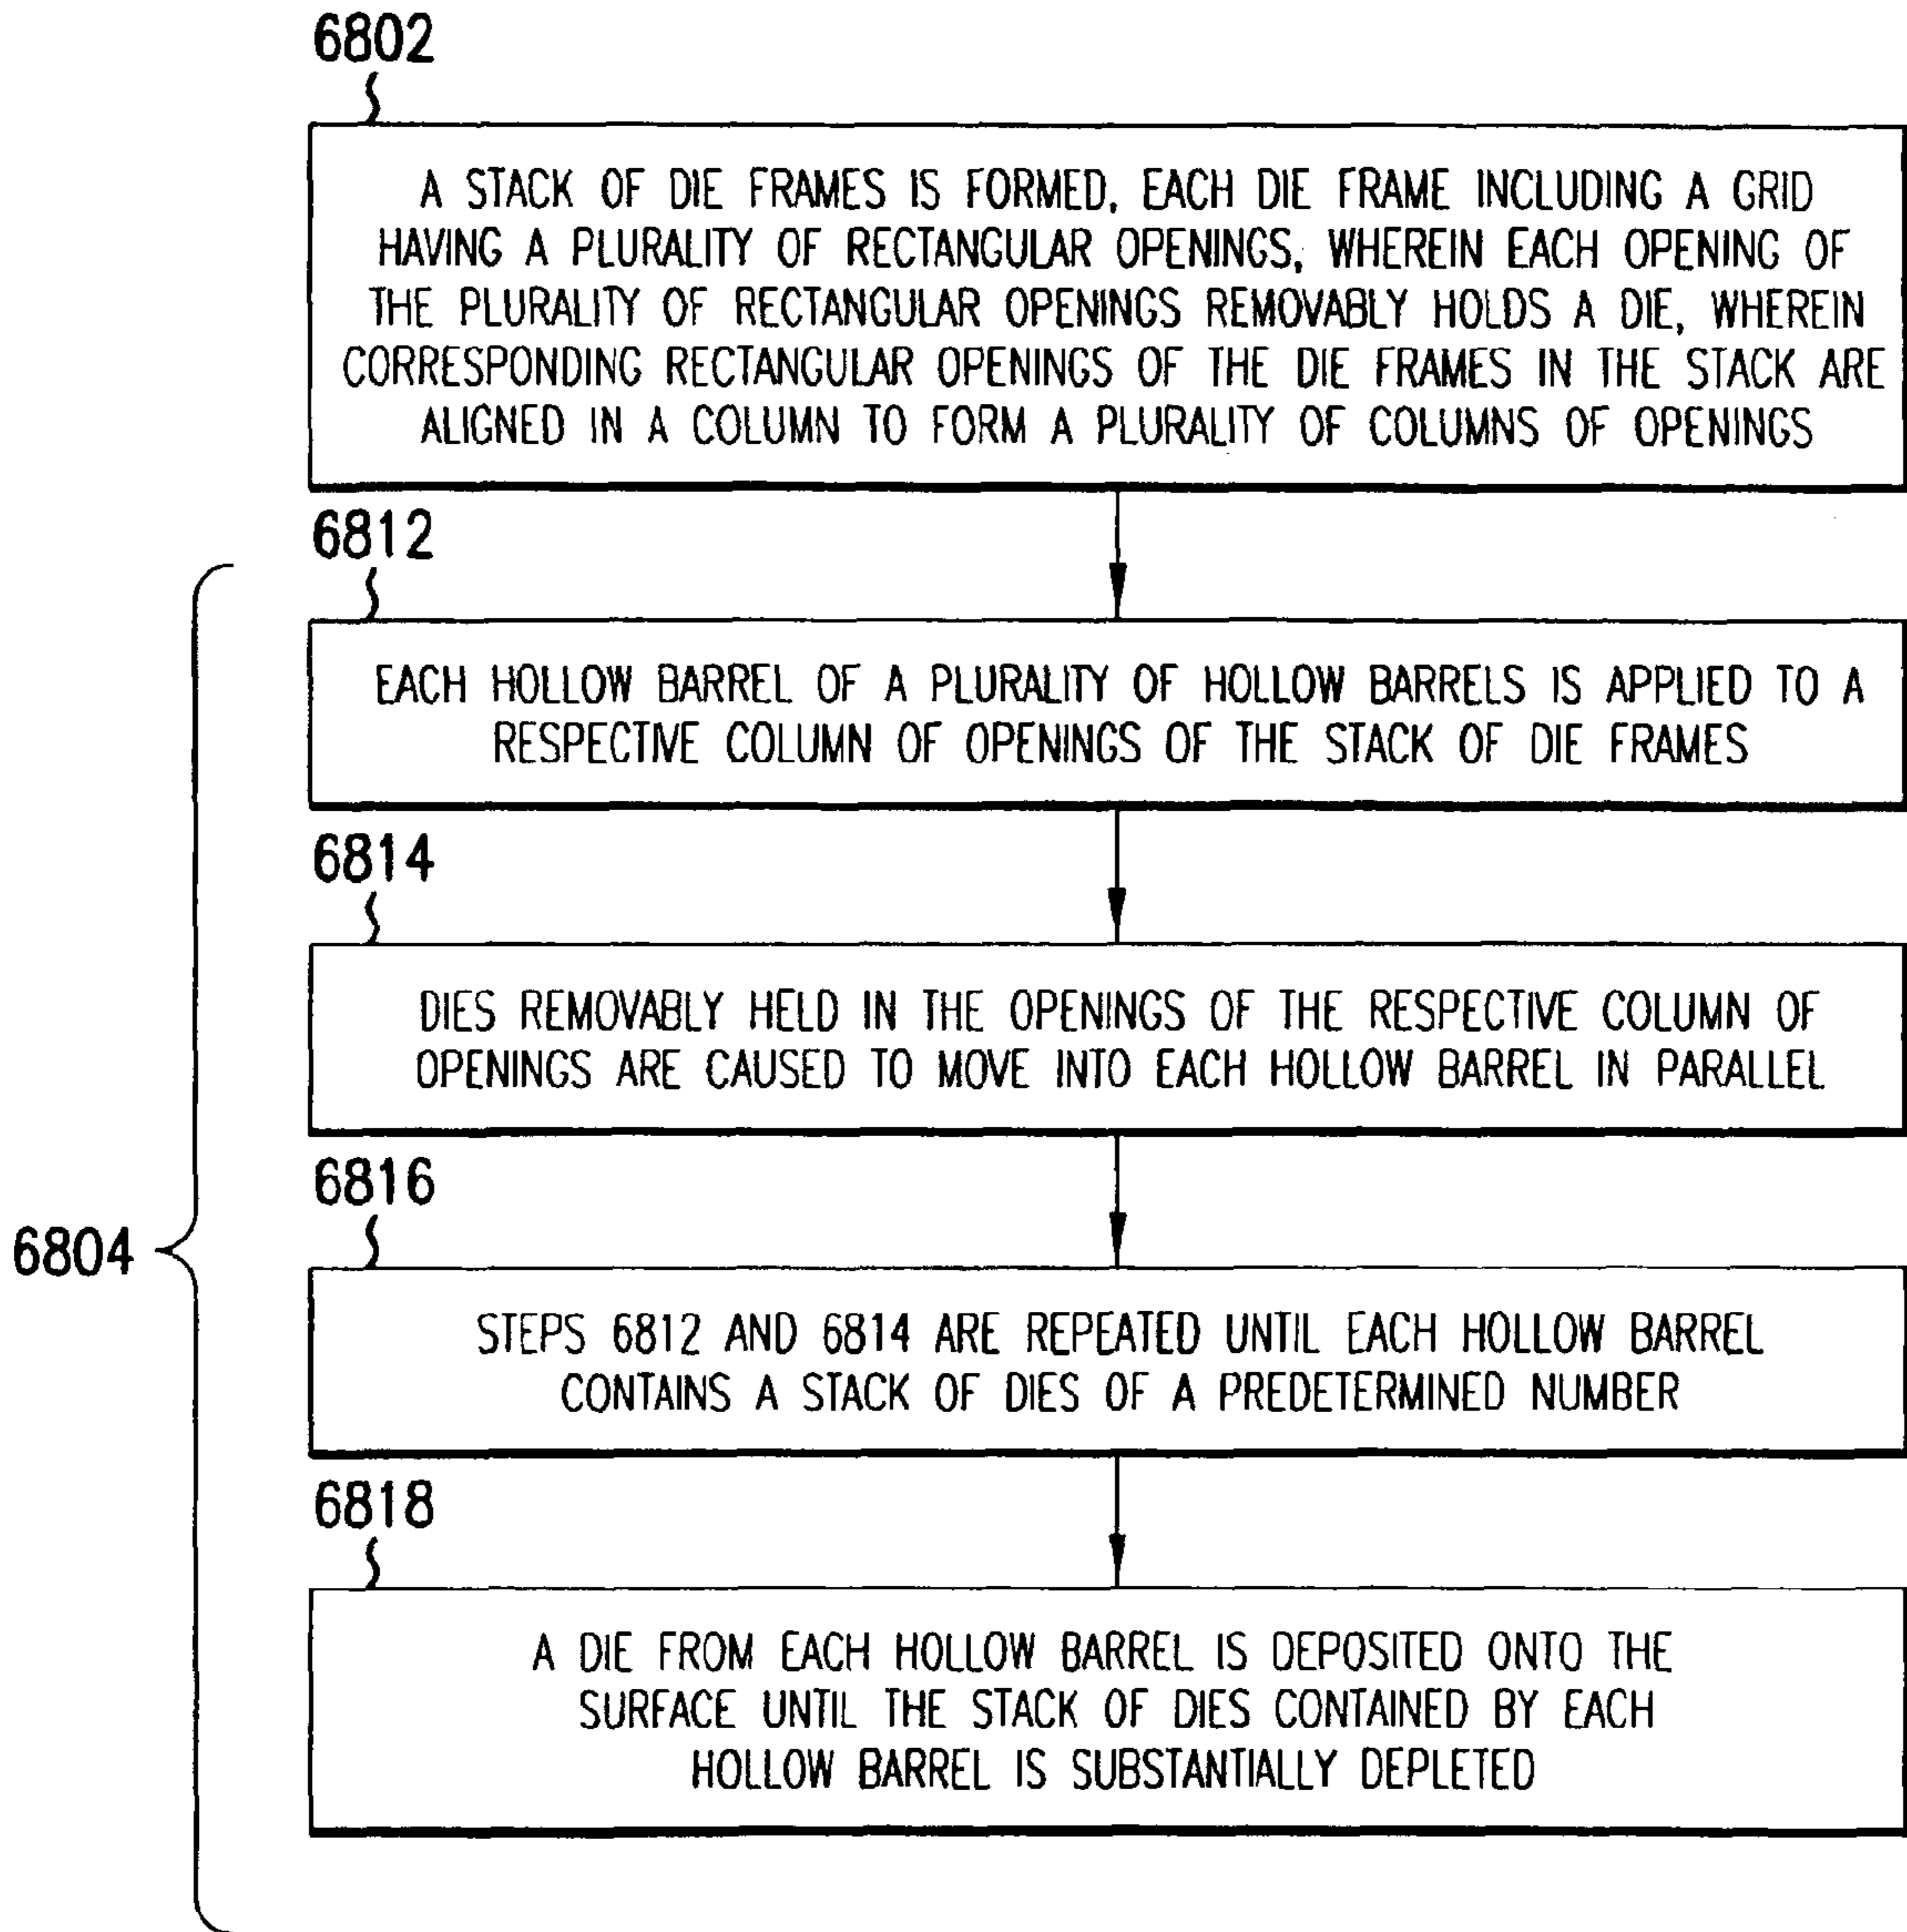 6802
A STACK OF DIE FRAMES IS FORMED, EACH DIE FRAME INCLUDING A GRID
HAVING A PLURALITY OF RECTANGULAR OPENINGS, WHEREIN EACH OPENING OF
THE PLURALITY OF RECTANGULAR OPENINGS REMOVABLY HOLDS A DIE, WHEREIN
CORRESPONDING RECTANGULAR OPENINGS OF THE DIE FRAMES IN THE STACK ARE
ALIGNED IN A COLUMN TO FORM A PLURALITY OF COLUMNS OF OPENINGS
6804
6812
EACH HOLLOW BARREL OF A PLURALITY OF HOLLOW BARRELS IS APPLIED TO A
RESPECTIVE COLUMN OF OPENINGS OF THE STACK OF DIE FRAMES
6814
DIES REMOVABLY HELD IN THE OPENINGS OF THE RESPECTIVE COLUMN OF
OPENINGS ARE CAUSED TO MOVE INTO EACH HOLLOW BARREL IN PARALLEL
6816
STEPS 6812 AND 6814 ARE REPEATED UNTIL EACH HOLLOW BARREL
CONTAINS A STACK OF DIES OF A PREDETERMINED NUMBER
6818
A DIE FROM EACH HOLLOW BARREL IS DEPOSITED ONTO THE
SURFACE UNTIL THE STACK OF DIES CONTAINED BY EACH
HOLLOW BARREL IS SUBSTANTIALLY DEPLETED